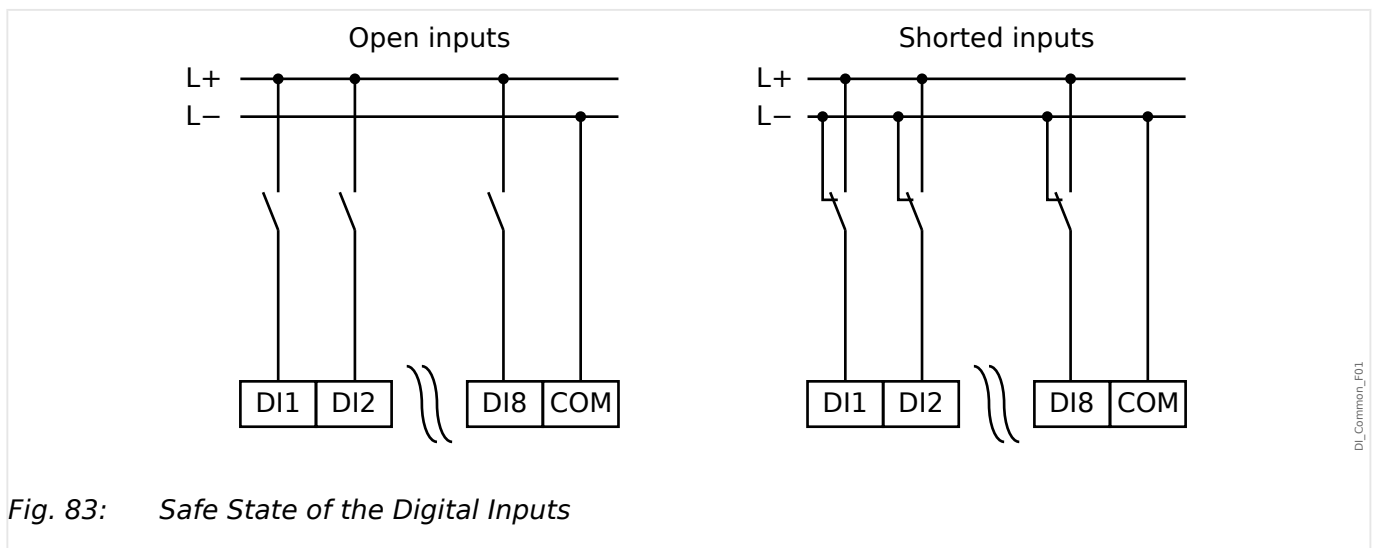 Open inputs
L+
L−
DI1 DI2 DI8 COM
Shorted inputs
L+
L−
DI1 DI2 DI8 COM
DI_Common_F01
Fig. 83: Safe State of the Digital Inputs